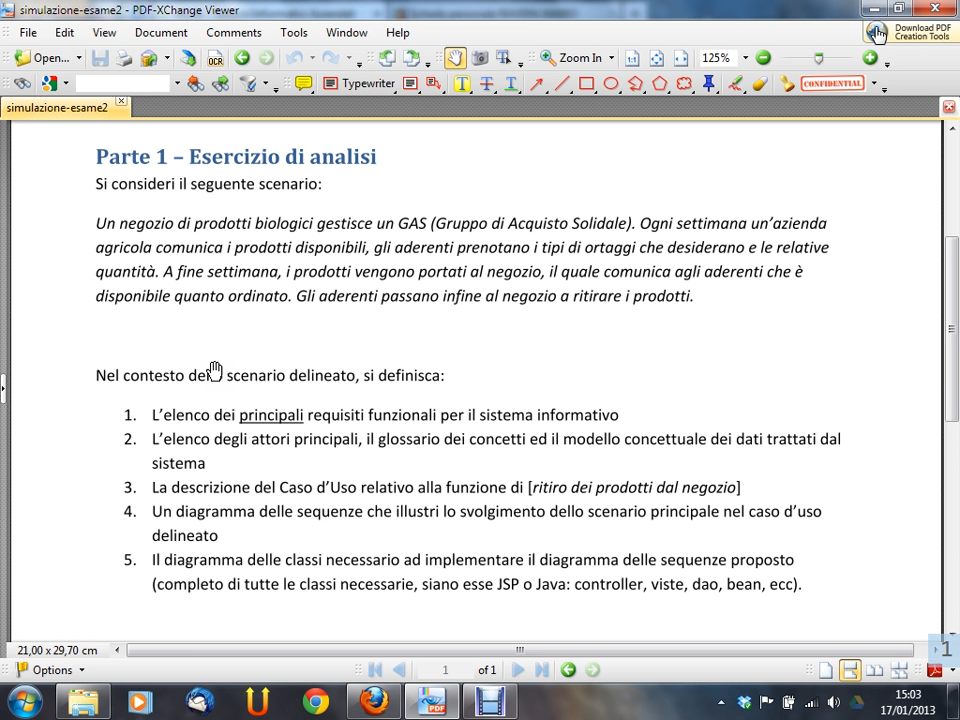 simulazione-esame2 - PDF-XChange Viewer
File Edit View Document Comments Tools Window Help
Download PDF
Creation Tools
Open... OCR Zoom In 125%
Typewriter CONFIDENTIAL
simulazione-esame2
Parte 1 – Esercizio di analisi
Si consideri il seguente scenario:
Un negozio di prodotti biologici gestisce un GAS (Gruppo di Acquisto Solidale). Ogni settimana un'azienda
agricola comunica i prodotti disponibili, gli aderenti prenotano i tipi di ortaggi che desiderano e le relative
quantità. A fine settimana, i prodotti vengono portati al negozio, il quale comunica agli aderenti che è
disponibile quanto ordinato. Gli aderenti passano infine al negozio a ritirare i prodotti.
Nel contesto dello scenario delineato, si definisca:
1. L'elenco dei principali requisiti funzionali per il sistema informativo
2. L'elenco degli attori principali, il glossario dei concetti ed il modello concettuale dei dati trattati dal
sistema
3. La descrizione del Caso d'Uso relativo alla funzione di [ritiro dei prodotti dal negozio]
4. Un diagramma delle sequenze che illustri lo svolgimento dello scenario principale nel caso d'uso
delineato
5. Il diagramma delle classi necessario ad implementare il diagramma delle sequenze proposto
(completo di tutte le classi necessarie, siano esse JSP o Java: controller, viste, dao, bean, ecc).
21,00 x 29,70 cm
1
Options 1 of 1
PDF
15:03
17/01/2013